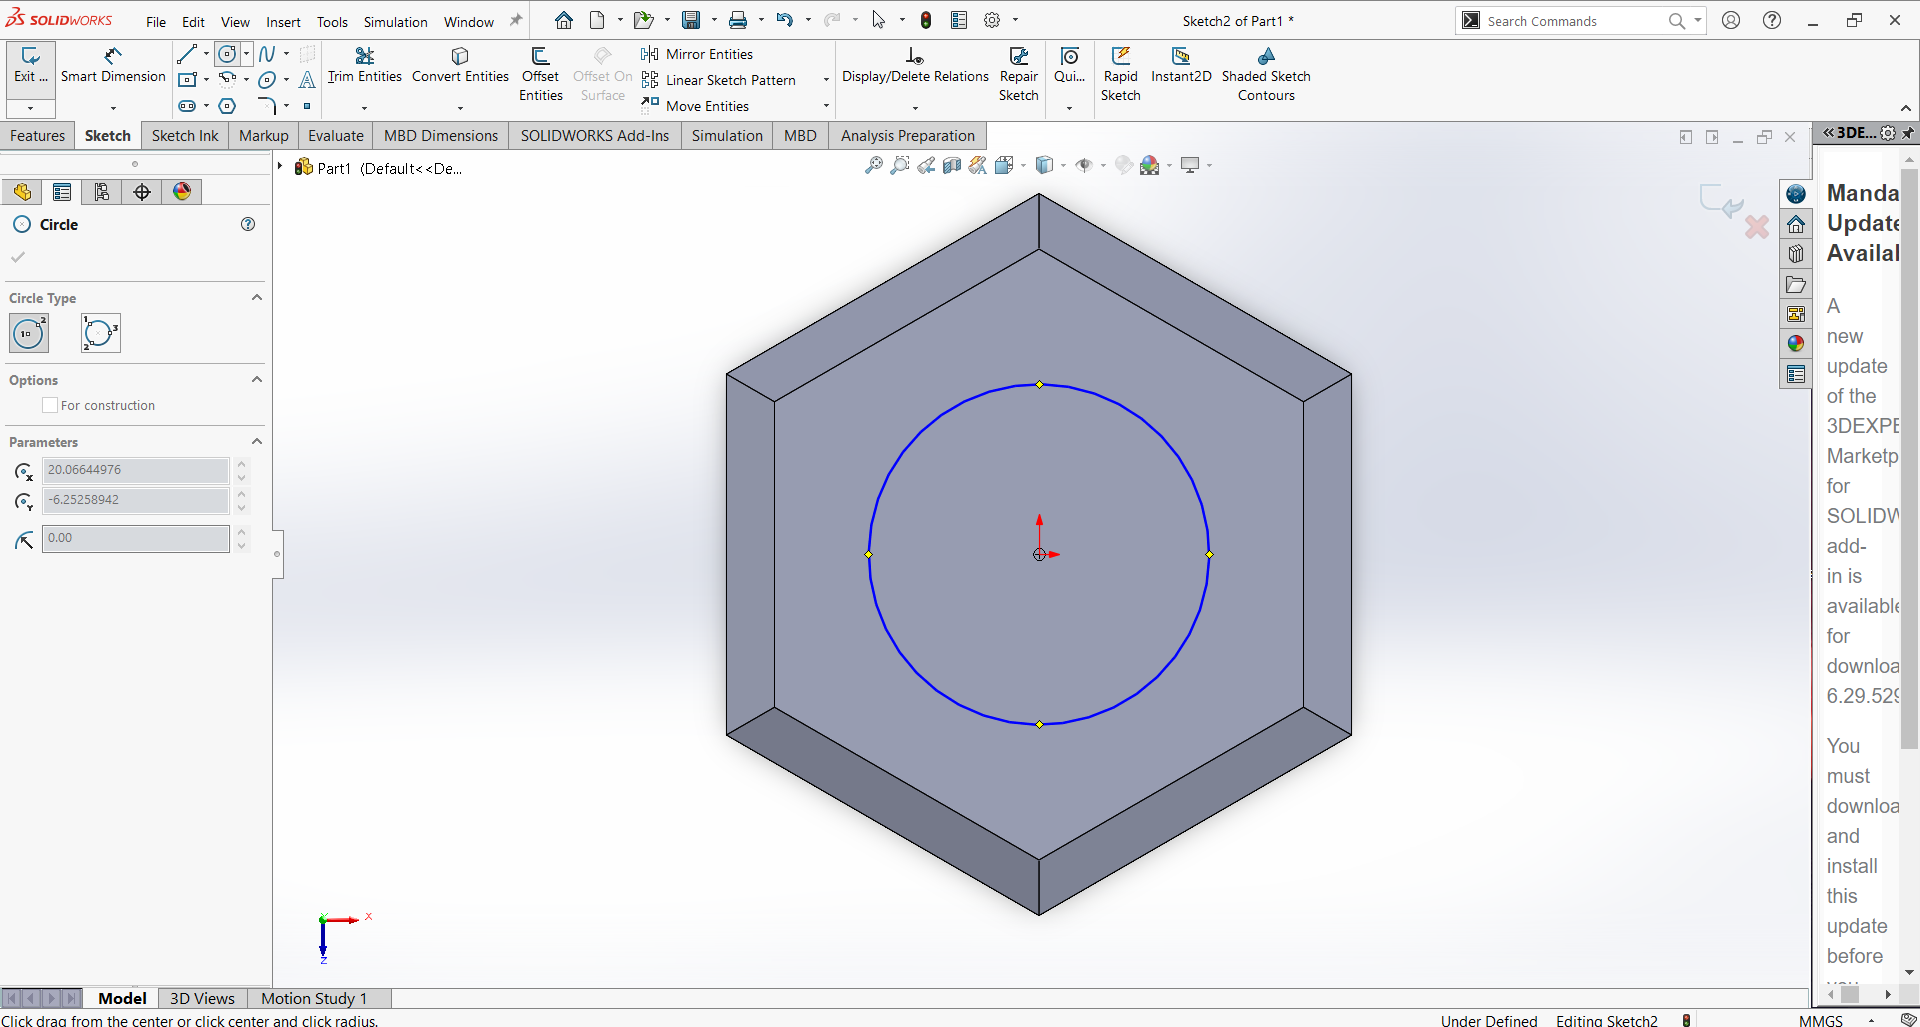 SOLIDWORKS File Edit View Insert Tools Simulation Window Sketch2 of Part1 * Search Commands
Exit ... Smart Dimension Trim Entities Convert Entities Offset Entities Offset On Surface Mirror Entities Linear Sketch Pattern Move Entities Display/Delete Relations Repair Sketch Qui... Rapid Sketch Instant2D Shaded Sketch Contours
Features Sketch Sketch Ink Markup Evaluate MBD Dimensions SOLIDWORKS Add-Ins Simulation MBD Analysis Preparation
3DE...
Part1 (Default<<De...
Circle
Circle Type
Options
For construction
Parameters
20.06644976
-6.25258942
0.00
X
Z
Manda
Update
Availal
A
new
update
of the
3DEXPE
Marketp
for
SOLIDW
add-
in is
available
for
downloa
6.29.529
You
must
downloa
and
install
this
update
before
Model 3D Views Motion Study 1
Click drag from the center or click center and click radius. Under Defined Editing Sketch2 MMGS